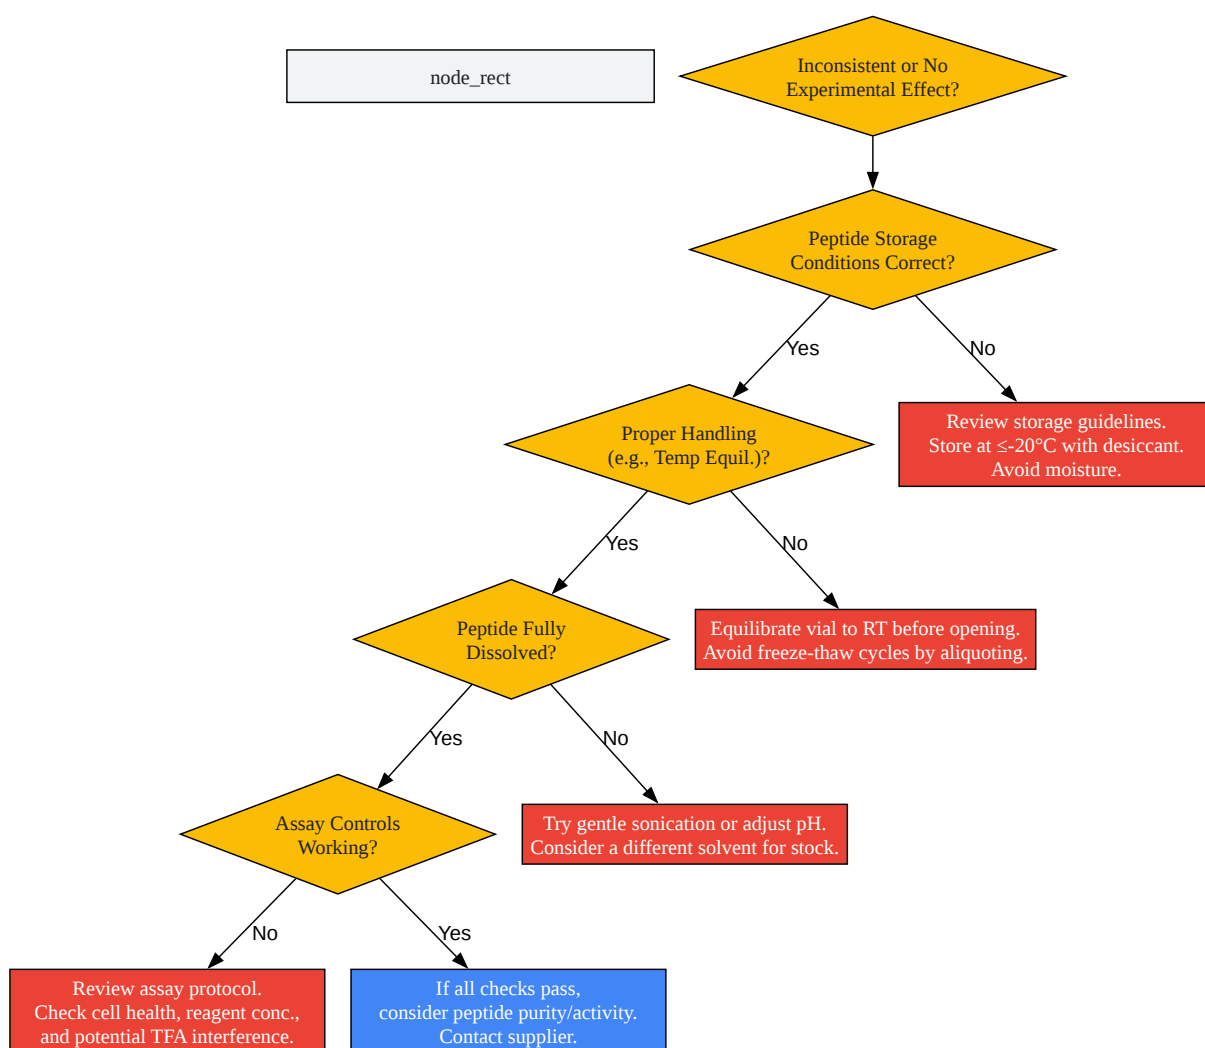 node_rect
Inconsistent or No
Experimental Effect?
Peptide Storage
Conditions Correct?
Yes
No
Proper Handling
(e.g., Temp Equil.)?
Review storage guidelines.
Store at ≤-20°C with desiccant.
Avoid moisture.
Yes
No
Peptide Fully
Dissolved?
Equilibrate vial to RT before opening.
Avoid freeze-thaw cycles by aliquoting.
Yes
No
Assay Controls
Working?
Try gentle sonication or adjust pH.
Consider a different solvent for stock.
No
Yes
Review assay protocol.
Check cell health, reagent conc.,
and potential TFA interference.
If all checks pass,
consider peptide purity/activity.
Contact supplier.